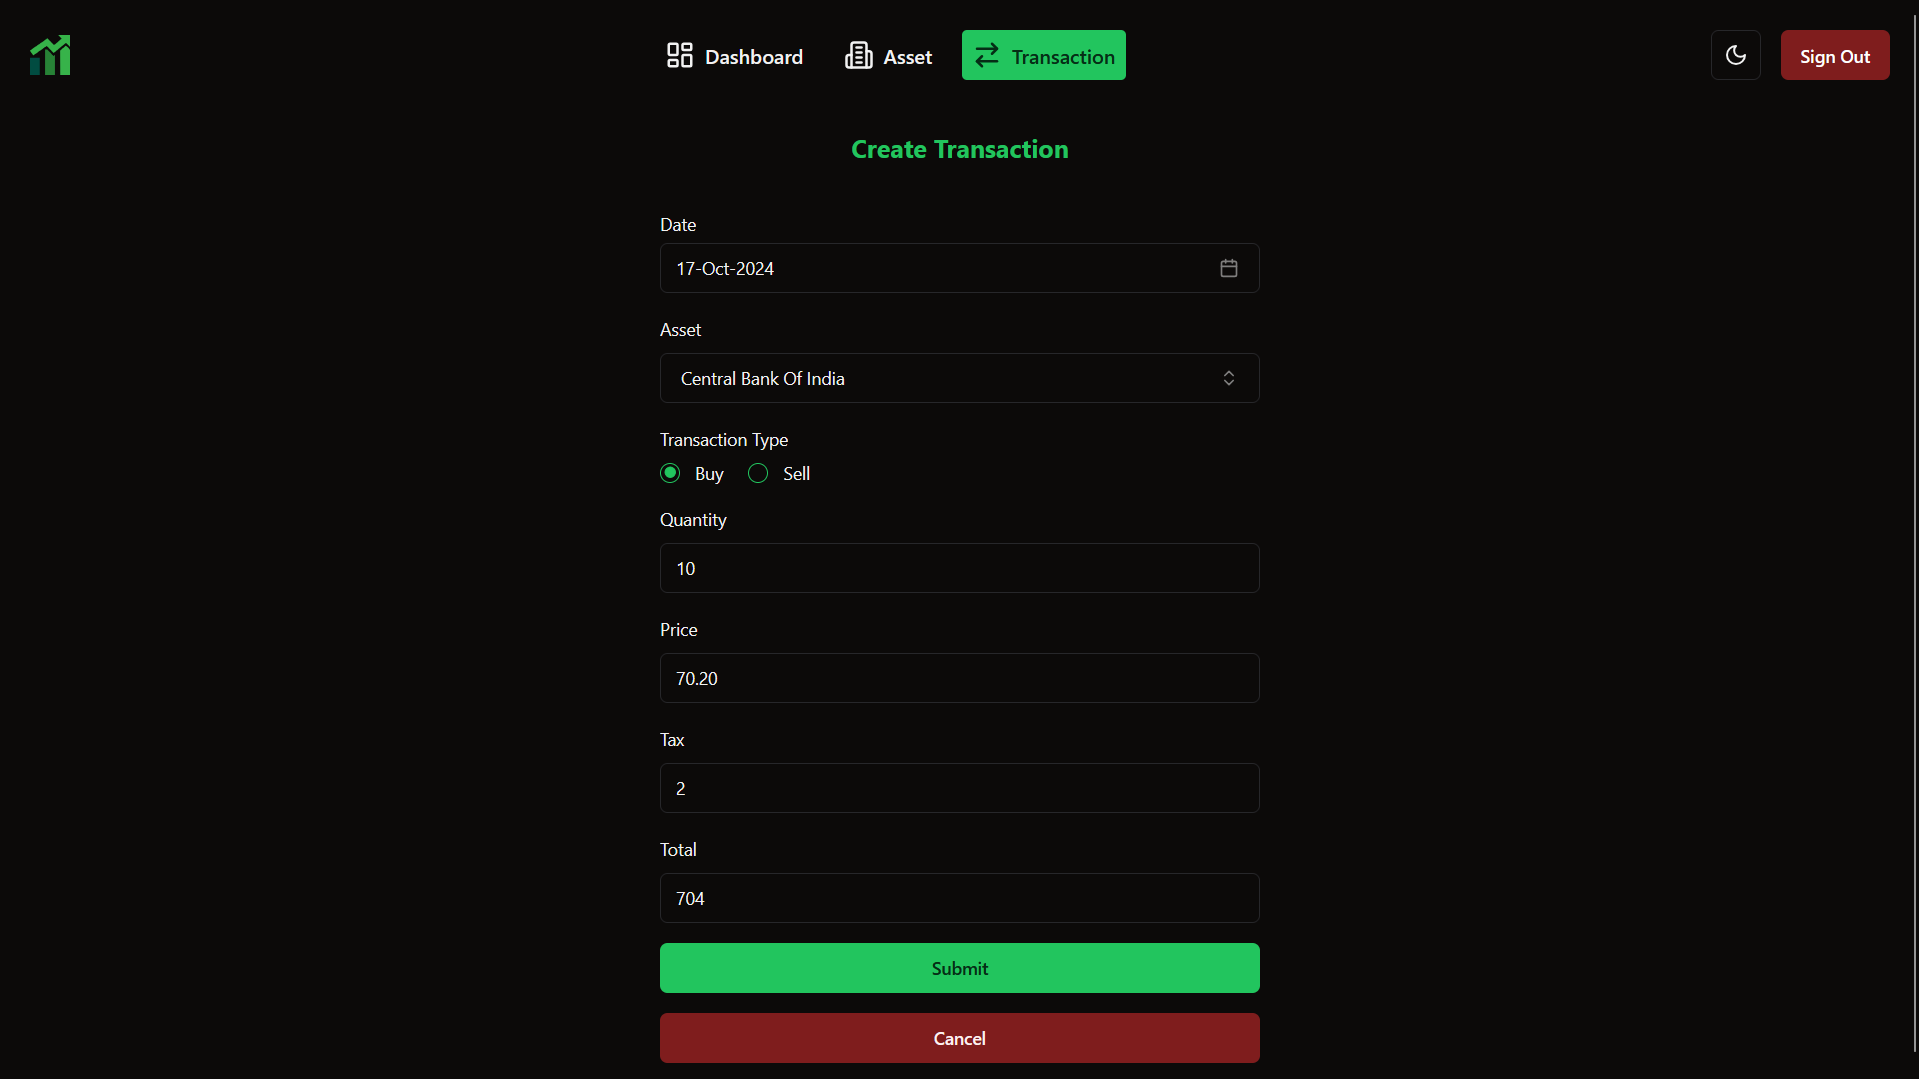 Dashboard
Asset
Transaction
Sign Out
Create Transaction
Date
17-Oct-2024
Asset
Central Bank Of India
Transaction Type
Buy
Sell
Quantity
10
Price
70.20
Tax
2
Total
704
Submit
Cancel